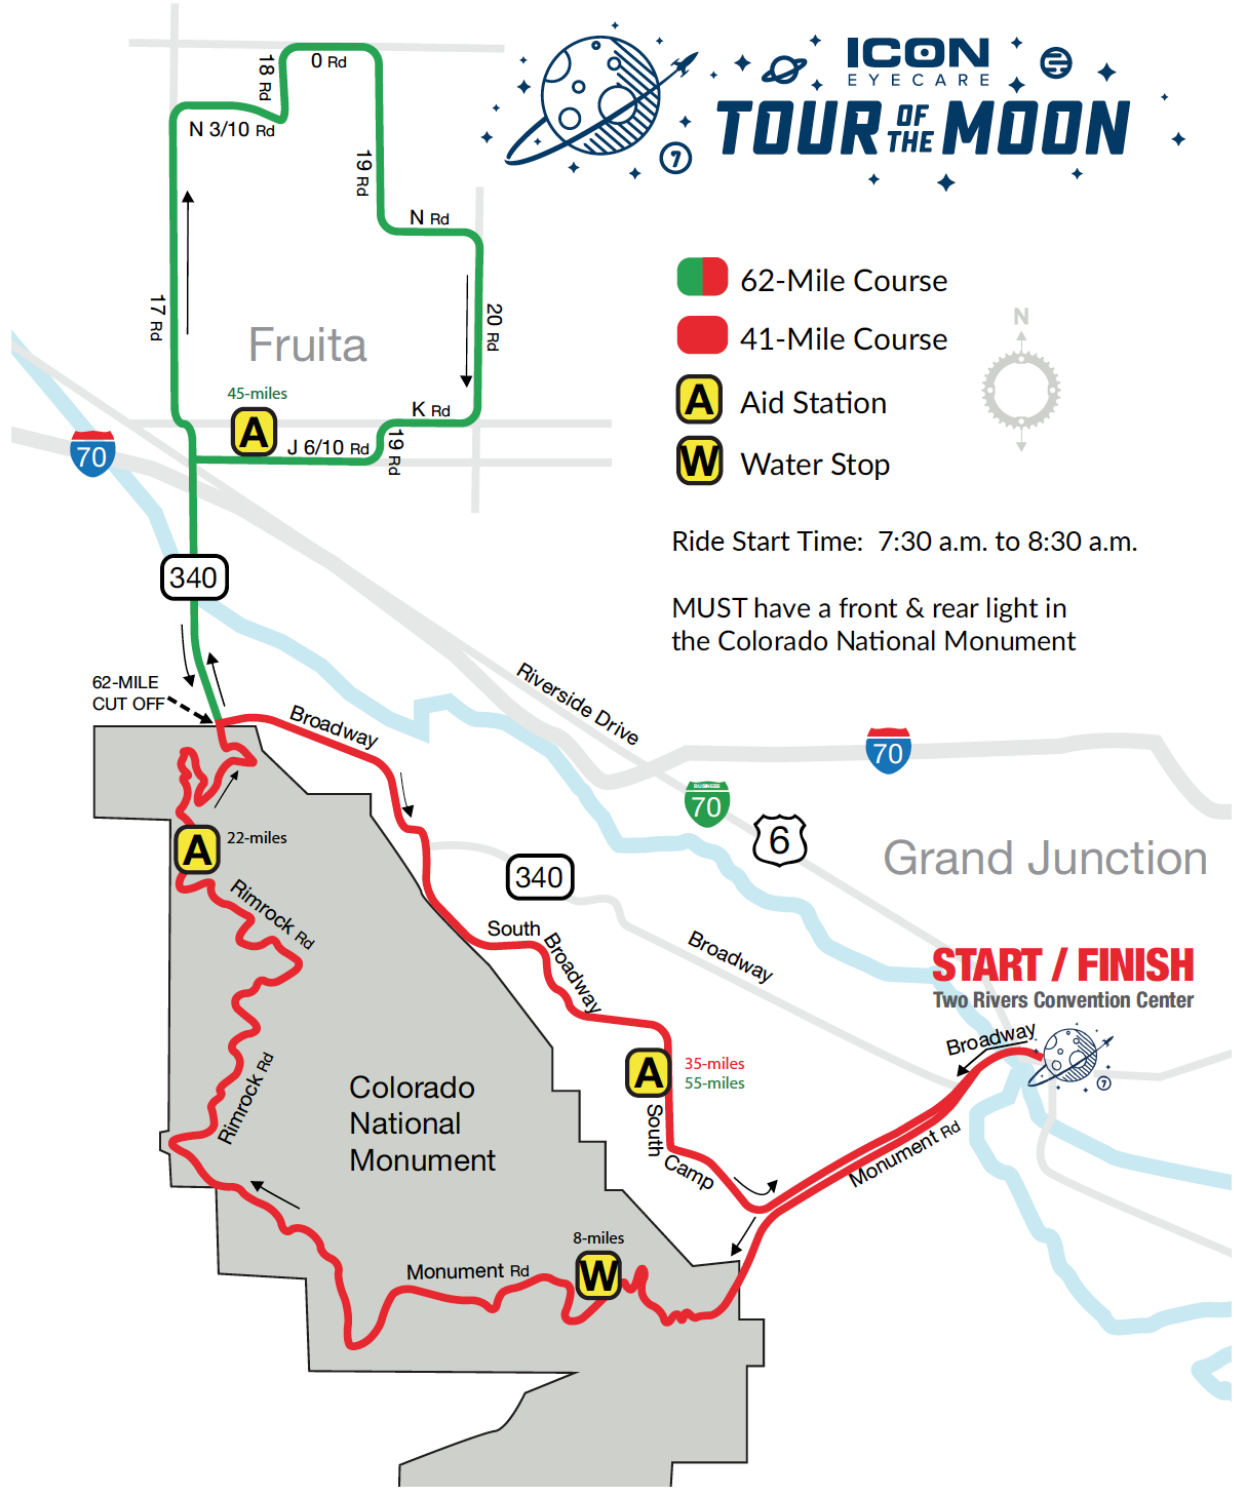 ICON
EYECARE
TOUR OF THE MOON
7
0 Rd
18 Rd
N 3/10 Rd
19 Rd
N Rd
17 Rd
20 Rd
Fruita
45-miles
A
K Rd
J 6/10 Rd
19 Rd
70
340
62-Mile Course
41-Mile Course
A Aid Station
W Water Stop
N
Ride Start Time: 7:30 a.m. to 8:30 a.m.
MUST have a front & rear light in
the Colorado National Monument
62-MILE
CUT OFF
Broadway
Riverside Drive
70
BUSINESS
70
6
Grand Junction
A
22-miles
Rimrock Rd
340
South
Broadway
Broadway
START / FINISH
Two Rivers Convention Center
Broadway
7
A
35-miles
55-miles
Rimrock Rd
Colorado
National
Monument
South
Camp
Monument Rd
8-miles
W
Monument Rd